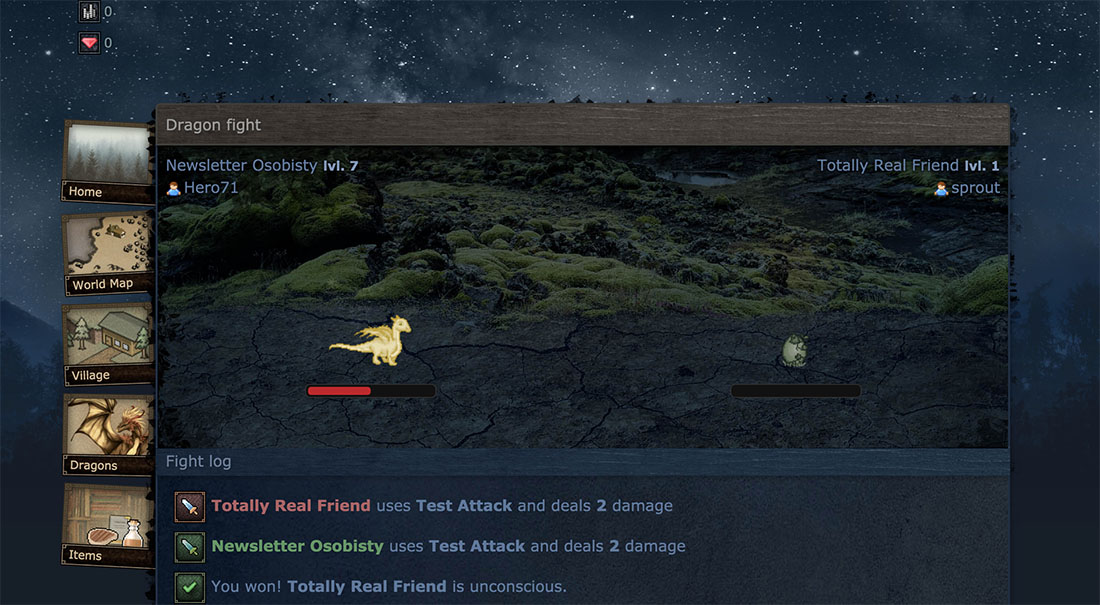 0
0
Dragon fight
Newsletter Osobisty lvl. 7
Hero71
Totally Real Friend lvl. 1
sprout
Home
World Map
Village
Dragons
Items
Fight log
Totally Real Friend uses Test Attack and deals 2 damage
Newsletter Osobisty uses Test Attack and deals 2 damage
You won! Totally Real Friend is unconscious.